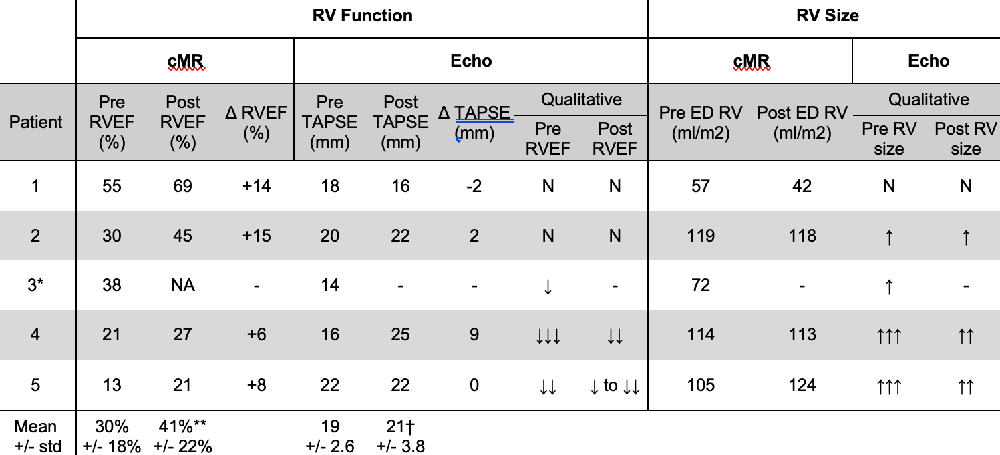 RV Function RV Size
cMR Echo cMR Echo
Patient Pre RVEF (%) Post RVEF (%) Δ RVEF (%) Pre TAPSE (mm) Post TAPSE (mm) Δ TAPSE (mm) Qualitative Pre RVEF Post RVEF Pre ED RV (ml/m2) Post ED RV (ml/m2) Qualitative Pre RV size Post RV size
1 55 69 +14 18 16 -2 N N 57 42 N N
2 30 45 +15 20 22 2 N N 119 118 ↑ ↑
3* 38 NA - 14 - - ↓ - 72 - ↑ -
4 21 27 +6 16 25 9 ↓↓↓ ↓↓ 114 113 ↑↑↑ ↑↑
5 13 21 +8 22 22 0 ↓↓ ↓ to ↓↓ 105 124 ↑↑↑ ↑↑
Mean 30% 41%** 19 21†
+/- std +/- 18% +/- 22% +/- 2.6 +/- 3.8